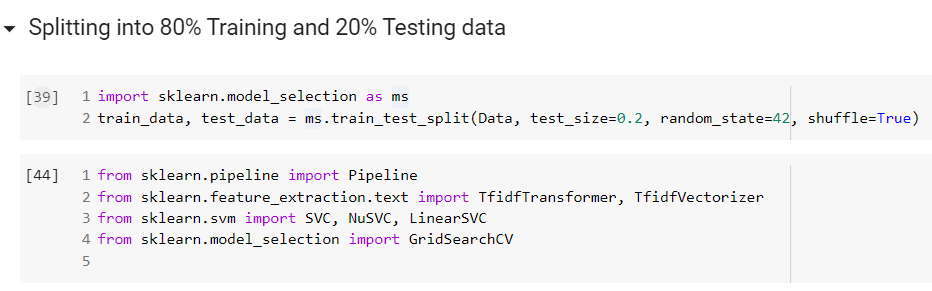 Splitting into 80% Training and 20% Testing data
[39] 1 import sklearn.model_selection as ms
2 train_data, test_data = ms.train_test_split(Data, test_size=0.2, random_state=42, shuffle=True)
[44] 1 from sklearn.pipeline import Pipeline
2 from sklearn.feature_extraction.text import TfidfTransformer, TfidfVectorizer
3 from sklearn.svm import SVC, NuSVC, LinearSVC
4 from sklearn.model_selection import GridSearchCV
5